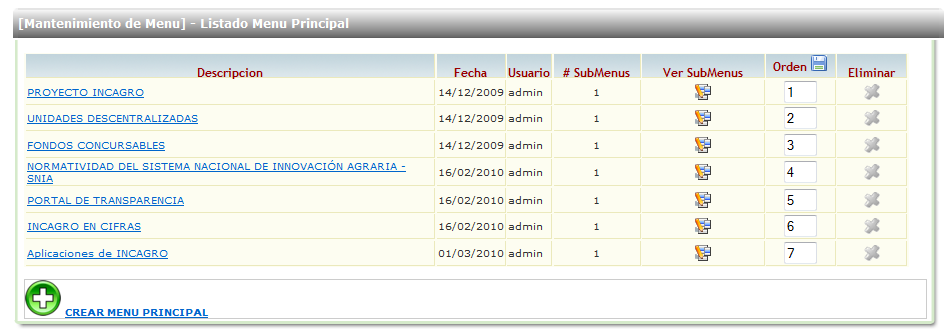 [Mantenimiento de Menu] - Listado Menu Principal
Descripcion Fecha Usuario # SubMenus Ver SubMenus Orden Eliminar
PROYECTO INCAGRO 14/12/2009 admin 1 1
UNIDADES DESCENTRALIZADAS 14/12/2009 admin 1 2
FONDOS CONCURSABLES 14/12/2009 admin 1 3
NORMATIVIDAD DEL SISTEMA NACIONAL DE INNOVACIÓN AGRARIA -
SNIA 16/02/2010 admin 1 4
PORTAL DE TRANSPARENCIA 16/02/2010 admin 1 5
INCAGRO EN CIFRAS 16/02/2010 admin 1 6
Aplicaciones de INCAGRO 01/03/2010 admin 1 7
CREAR MENU PRINCIPAL